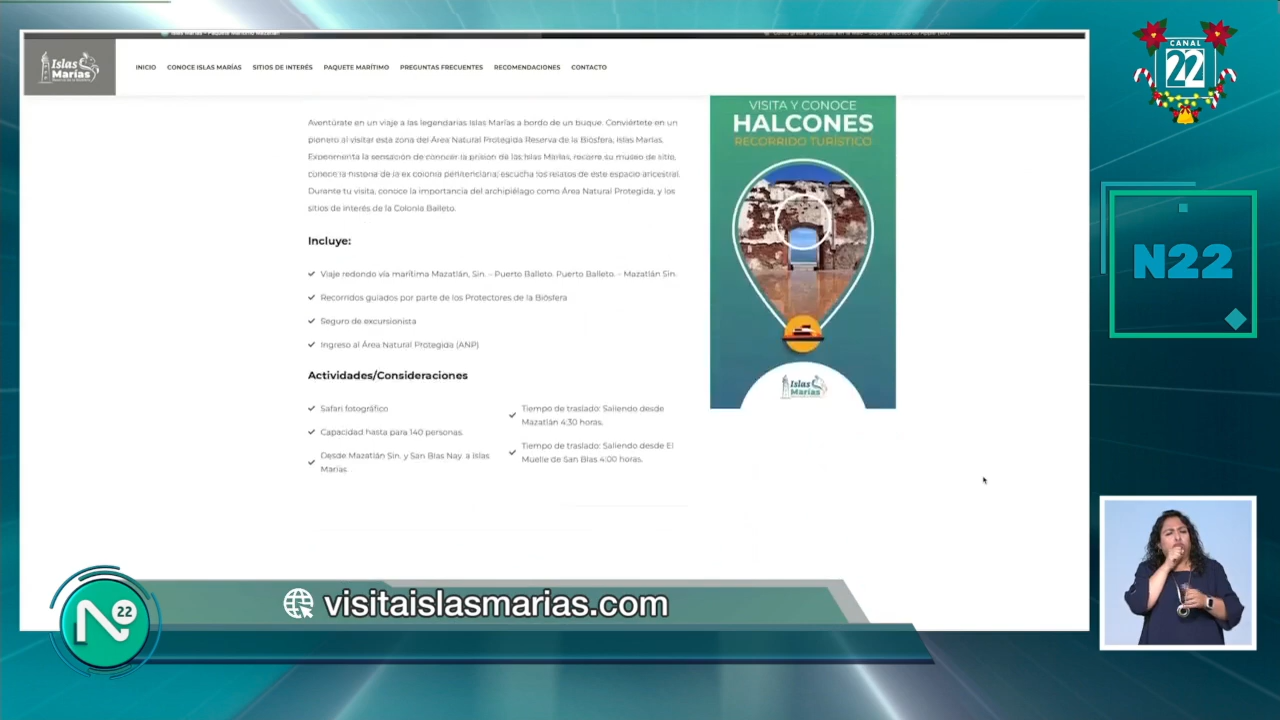 Islas
Marías
INICIO CONOCE ISLAS MARÍAS SITIOS DE INTERÉS PAQUETE MARÍTIMO PREGUNTAS FRECUENTES RECOMENDACIONES CONTACTO
Aventúrate en un viaje a las legendarias Islas Marías a bordo de un buque. Conviértete en un
pionero al visitar esta zona del Área Natural Protegida Reserva de la Biósfera, Islas Marías.
Experimenta la sensación de conocer la prisión de las Islas Marías, recorre su museo de sitio,
conoce la historia de la ex colonia penitenciaria; escucha los relatos de este espacio ancestral.
Durante tu visita, conoce la importancia del archipiélago como Área Natural Protegida, y los
sitios de interés de la Colonia Balleto.
Incluye:
Viaje redondo vía marítima Mazatlán, Sin. – Puerto Balleto. Puerto Balleto. – Mazatlán Sin.
Recorridos guiados por parte de los Protectores de la Biósfera
Seguro de excursionista
Ingreso al Área Natural Protegida (ANP)
Actividades/Consideraciones
Safari fotográfico
Capacidad hasta para 140 personas.
Desde Mazatlán Sin. y San Blas Nay. a Islas
Marías.
Tiempo de traslado: Saliendo desde
Mazatlán 4:30 horas.
Tiempo de traslado: Saliendo desde El
Muelle de San Blas 4:00 horas.
VISITA Y CONOCE
HALCONES
RECORRIDO TURÍSTICO
Islas
Marías
CANAL
22
N22
N 22
visitaislasmarias.com